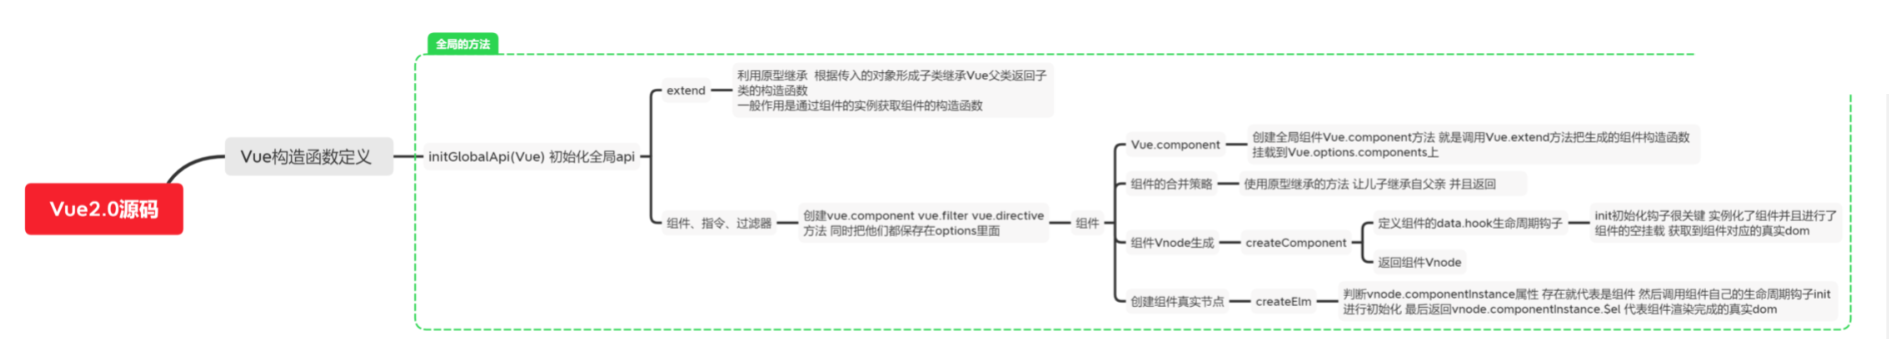 全局的方法
Vue2.0源码
Vue构造函数定义
initGlobalApi(Vue) 初始化全局api
extend
利用原型继承 根据传入的对象形成子类继承Vue父类返回子
类的构造函数
一般作用是通过组件的实例获取组件的构造函数
组件、指令、过滤器
创建vue.component vue.filter vue.directive
方法 同时把他们都保存在options里面
组件
Vue.component
创建全局组件Vue.component方法 就是调用Vue.extend方法把生成的组件构造函数
挂载到Vue.options.components上
组件的合并策略
使用原型继承的方法 让儿子继承自父亲 并且返回
组件Vnode生成
createComponent
定义组件的data.hook生命周期钩子
init初始化钩子很关键 实例化了组件并且进行了
组件的空挂载 获取到组件对应的真实dom
返回组件Vnode
创建组件真实节点
createElm
判断vnode.componentInstance属性 存在就代表是组件 然后调用组件自己的生命周期钩子init
进行初始化 最后返回vnode.componentInstance.$el 代表组件渲染完成的真实dom